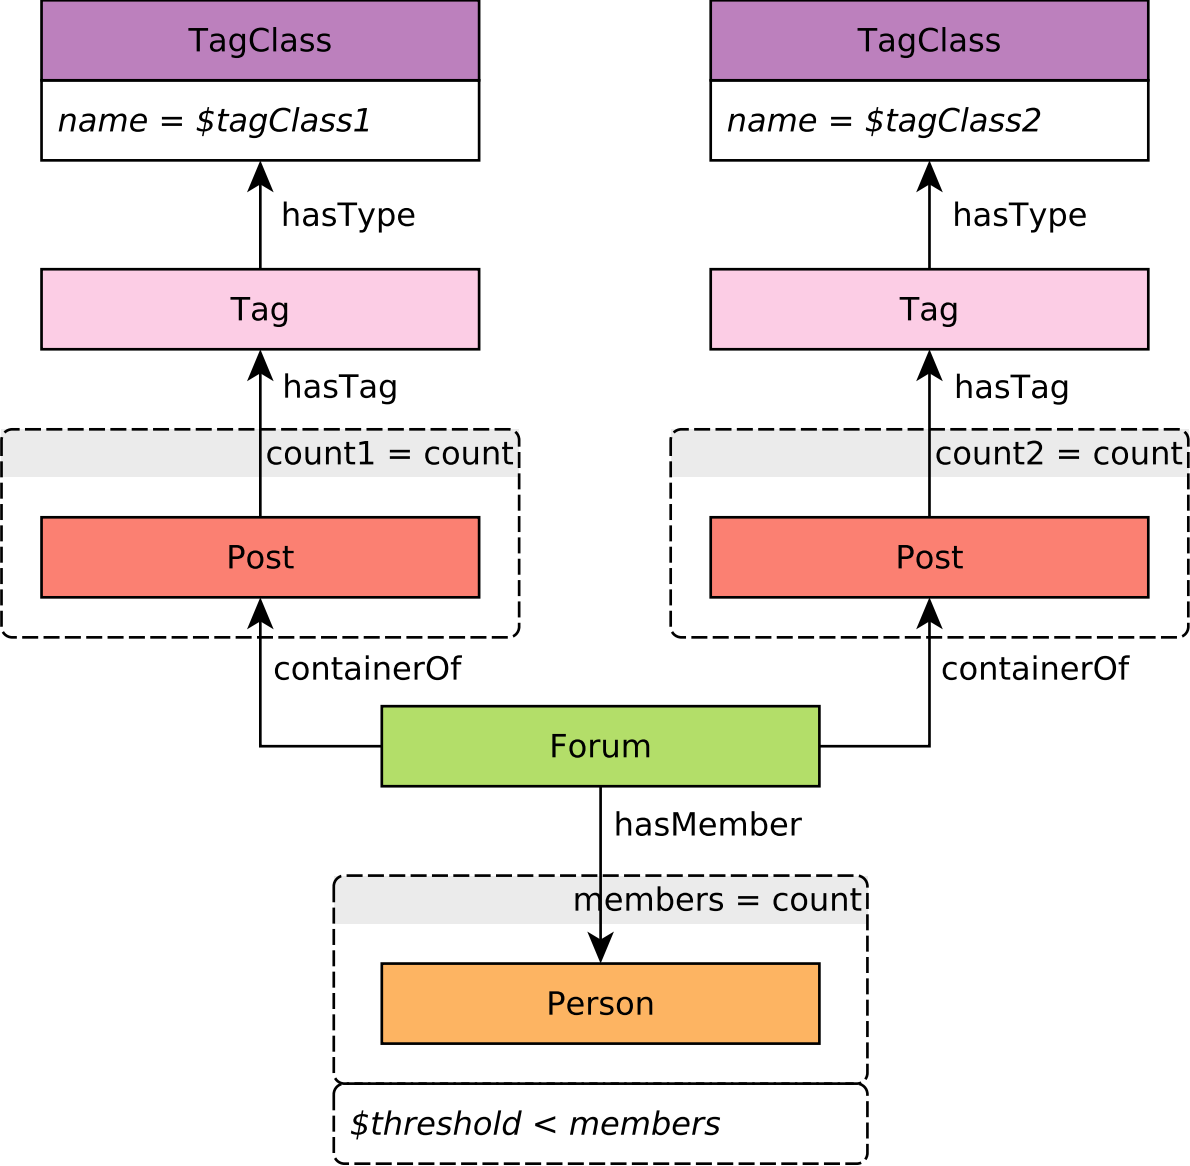 TagClass
TagClass
name = $tagClass1
name = $tagClass2
hasType
hasType
Tag
Tag
hasTag
hasTag
count1 = count
count2 = count
Post
Post
containerOf
containerOf
Forum
hasMember
members = count
Person
$threshold < members